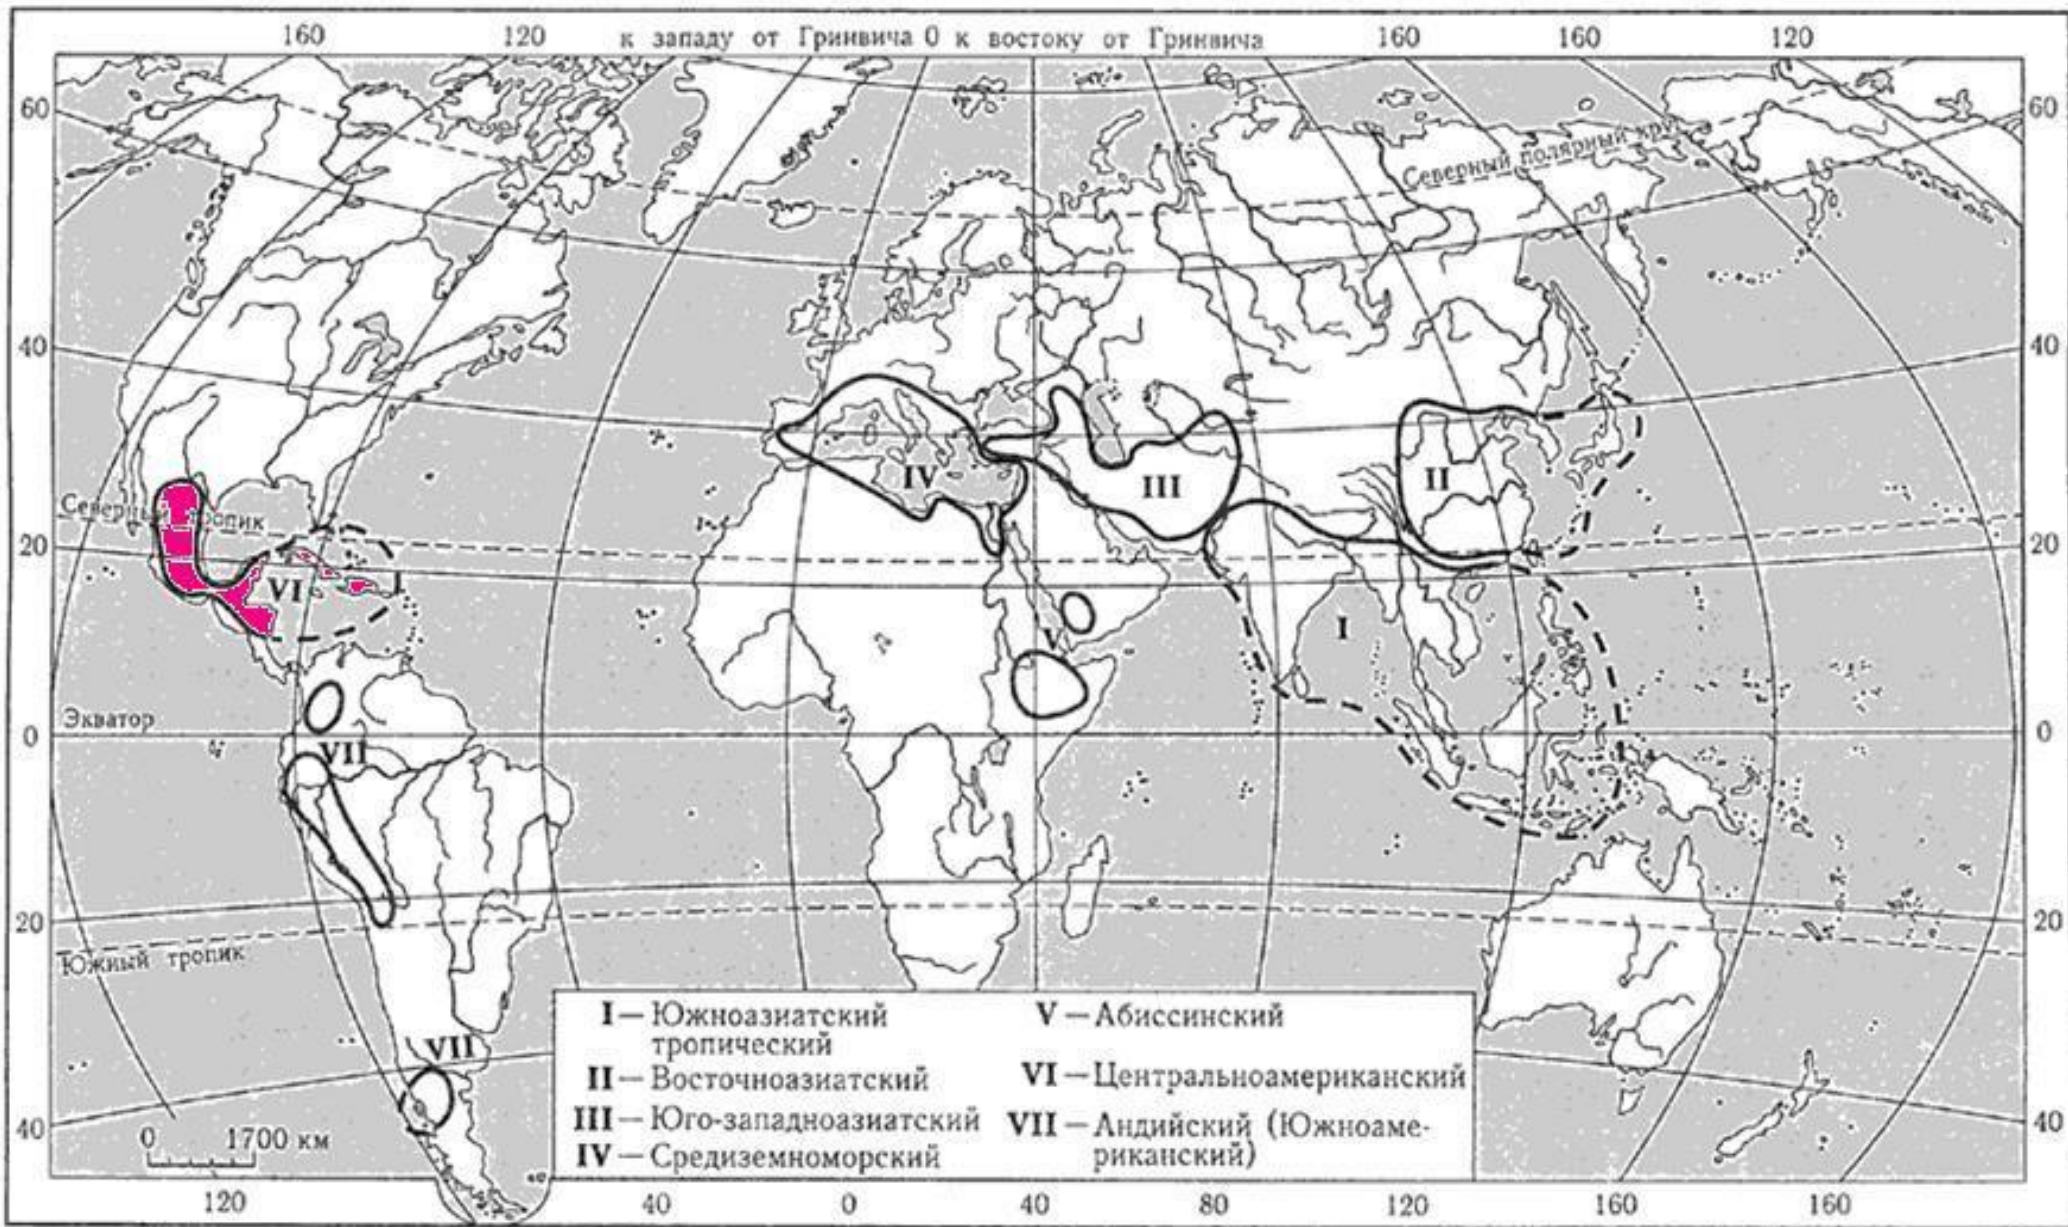 160 120 к западу от Гринвича 0 к востоку от Гринвича 160 160 120
60 60
Северный полярный круг
40 40
IV III II
Северный тропик
20 20
VI
V I
Экватор
0 0
VII
20 20
Южный тропик
I — Южноазиатский
тропический
II — Восточноазиатский
III — Юго-западноазиатский
IV — Средиземноморский
V — Абиссинский
VI — Центральноамериканский
VII — Андийский (Южноаме-
риканский)
VII
40 40
0 1700 км
120 40 0 40 80 120 160 160